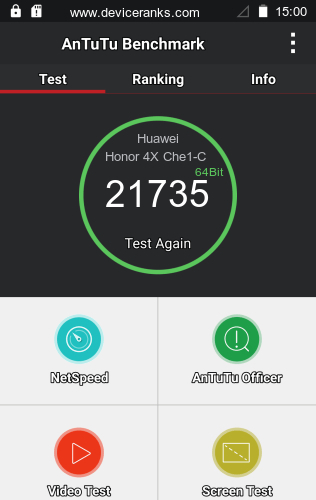 www.deviceranks.com 15:00
AnTuTu Benchmark
Test Ranking Info
Huawei
Honor 4X Che1-C
64Bit
21735
Test Again
NetSpeed AnTuTu Officer
Video Test Screen Test